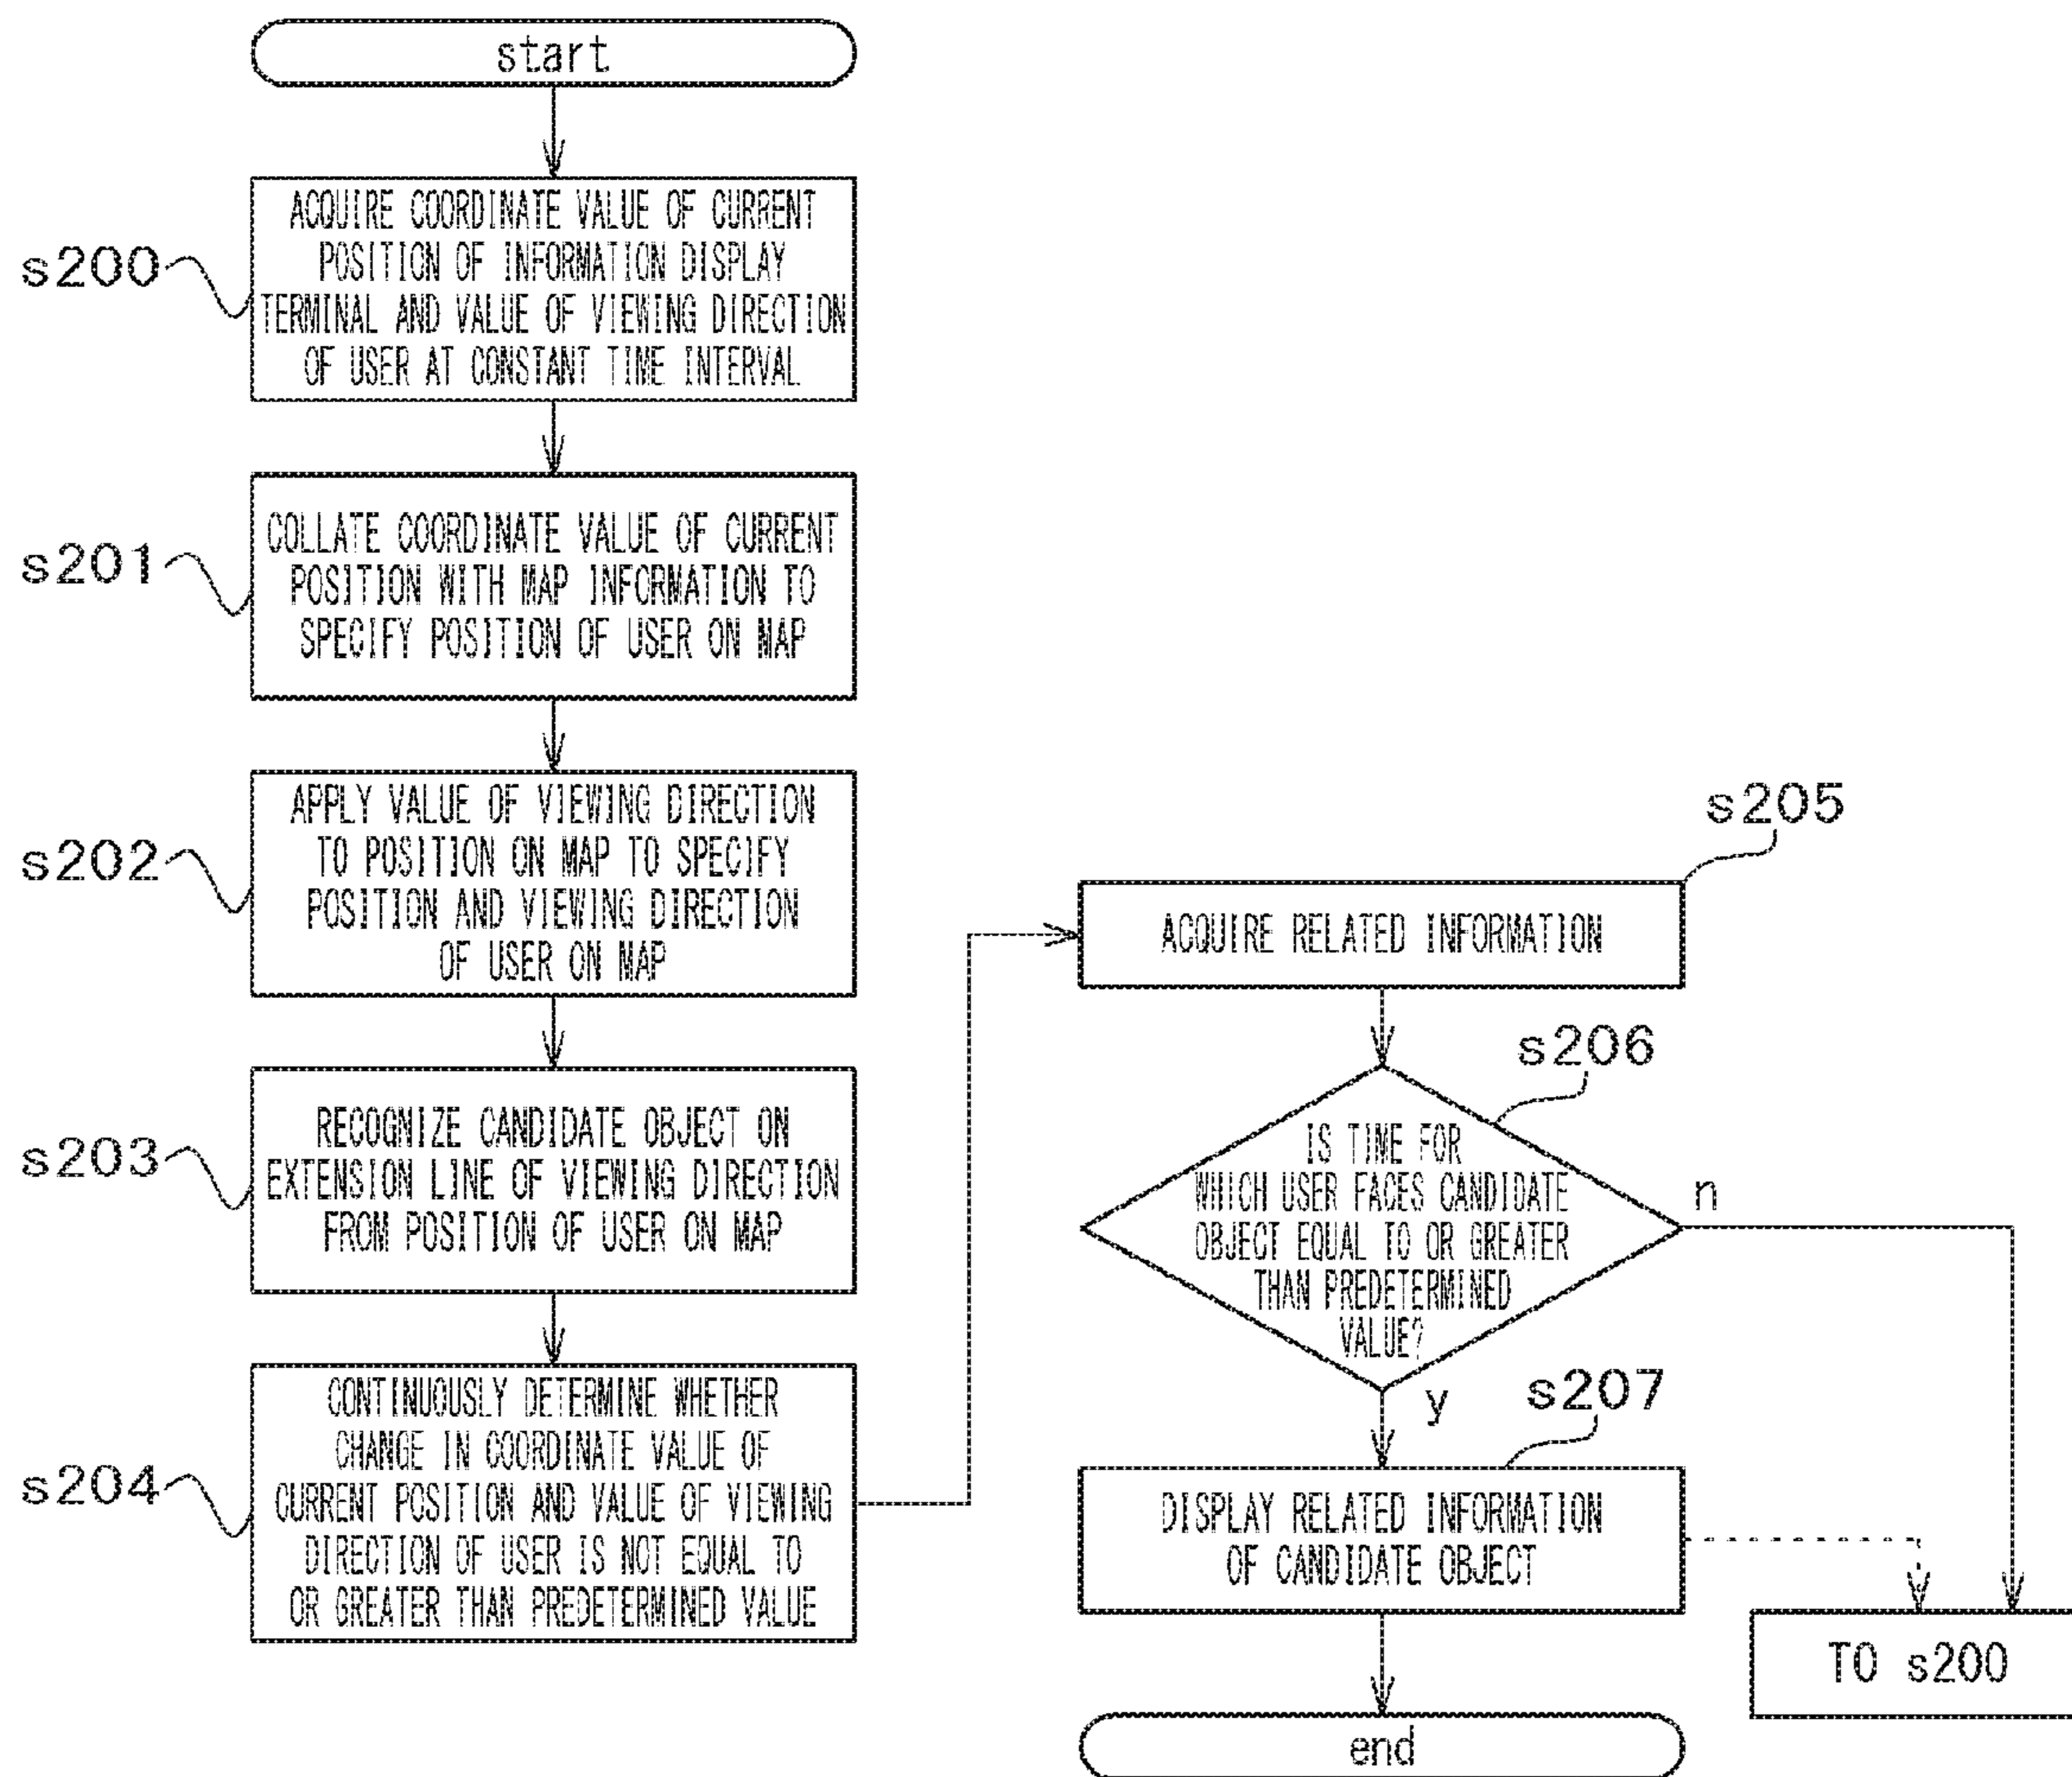 start
s200
ACQUIRE COORDINATE VALUE OF CURRENT
POSITION OF INFORMATION DISPLAY
TERMINAL AND VALUE OF VIEWING DIRECTION
OF USER AT CONSTANT TIME INTERVAL
s201
COLLATE COORDINATE VALUE OF CURRENT
POSITION WITH MAP INFORMATION TO
SPECIFY POSITION OF USER ON MAP
s202
APPLY VALUE OF VIEWING DIRECTION
TO POSITION ON MAP TO SPECIFY
POSITION AND VIEWING DIRECTION
OF USER ON MAP
s203
RECOGNIZE CANDIDATE OBJECT ON
EXTENSION LINE OF VIEWING DIRECTION
FROM POSITION OF USER ON MAP
s204
CONTINUOUSLY DETERMINE WHETHER
CHANGE IN COORDINATE VALUE OF
CURRENT POSITION AND VALUE OF VIEWING
DIRECTION OF USER IS NOT EQUAL TO
OR GREATER THAN PREDETERMINED VALUE
s205
ACQUIRE RELATED INFORMATION
s206
IS TIME FOR
WHICH USER FACES CANDIDATE
OBJECT EQUAL TO OR GREATER
THAN PREDETERMINED
VALUE?
n
y
s207
DISPLAY RELATED INFORMATION
OF CANDIDATE OBJECT
TO s200
end